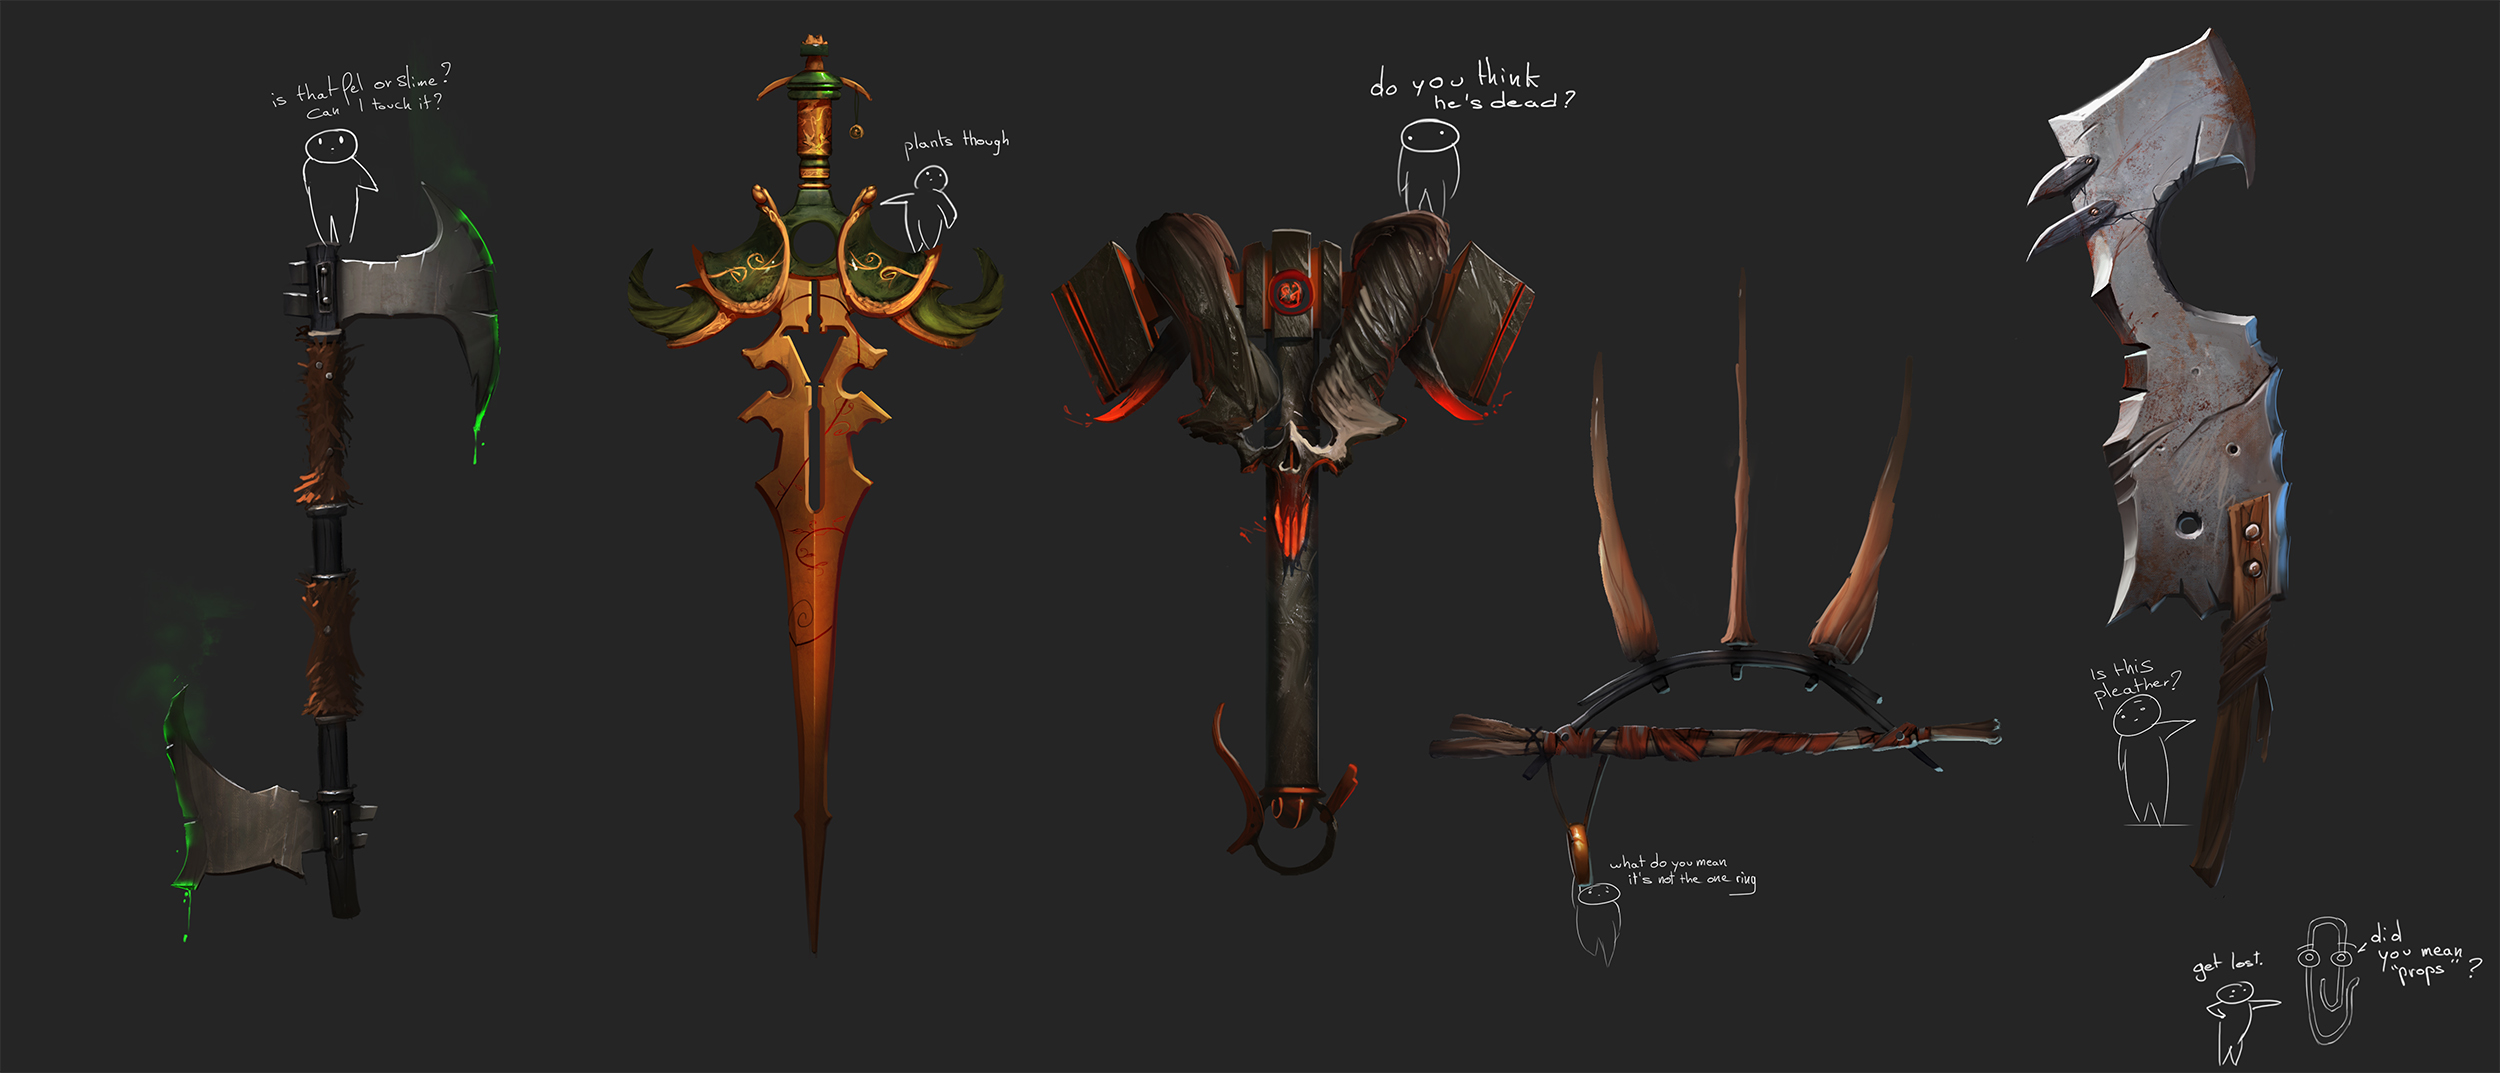 is that fel or slime?
can I touch it?
plants though
do you think
he's dead?
what do you mean
it's not the one ring
Is this
pleather?
get lost.
did
you mean
"props"?